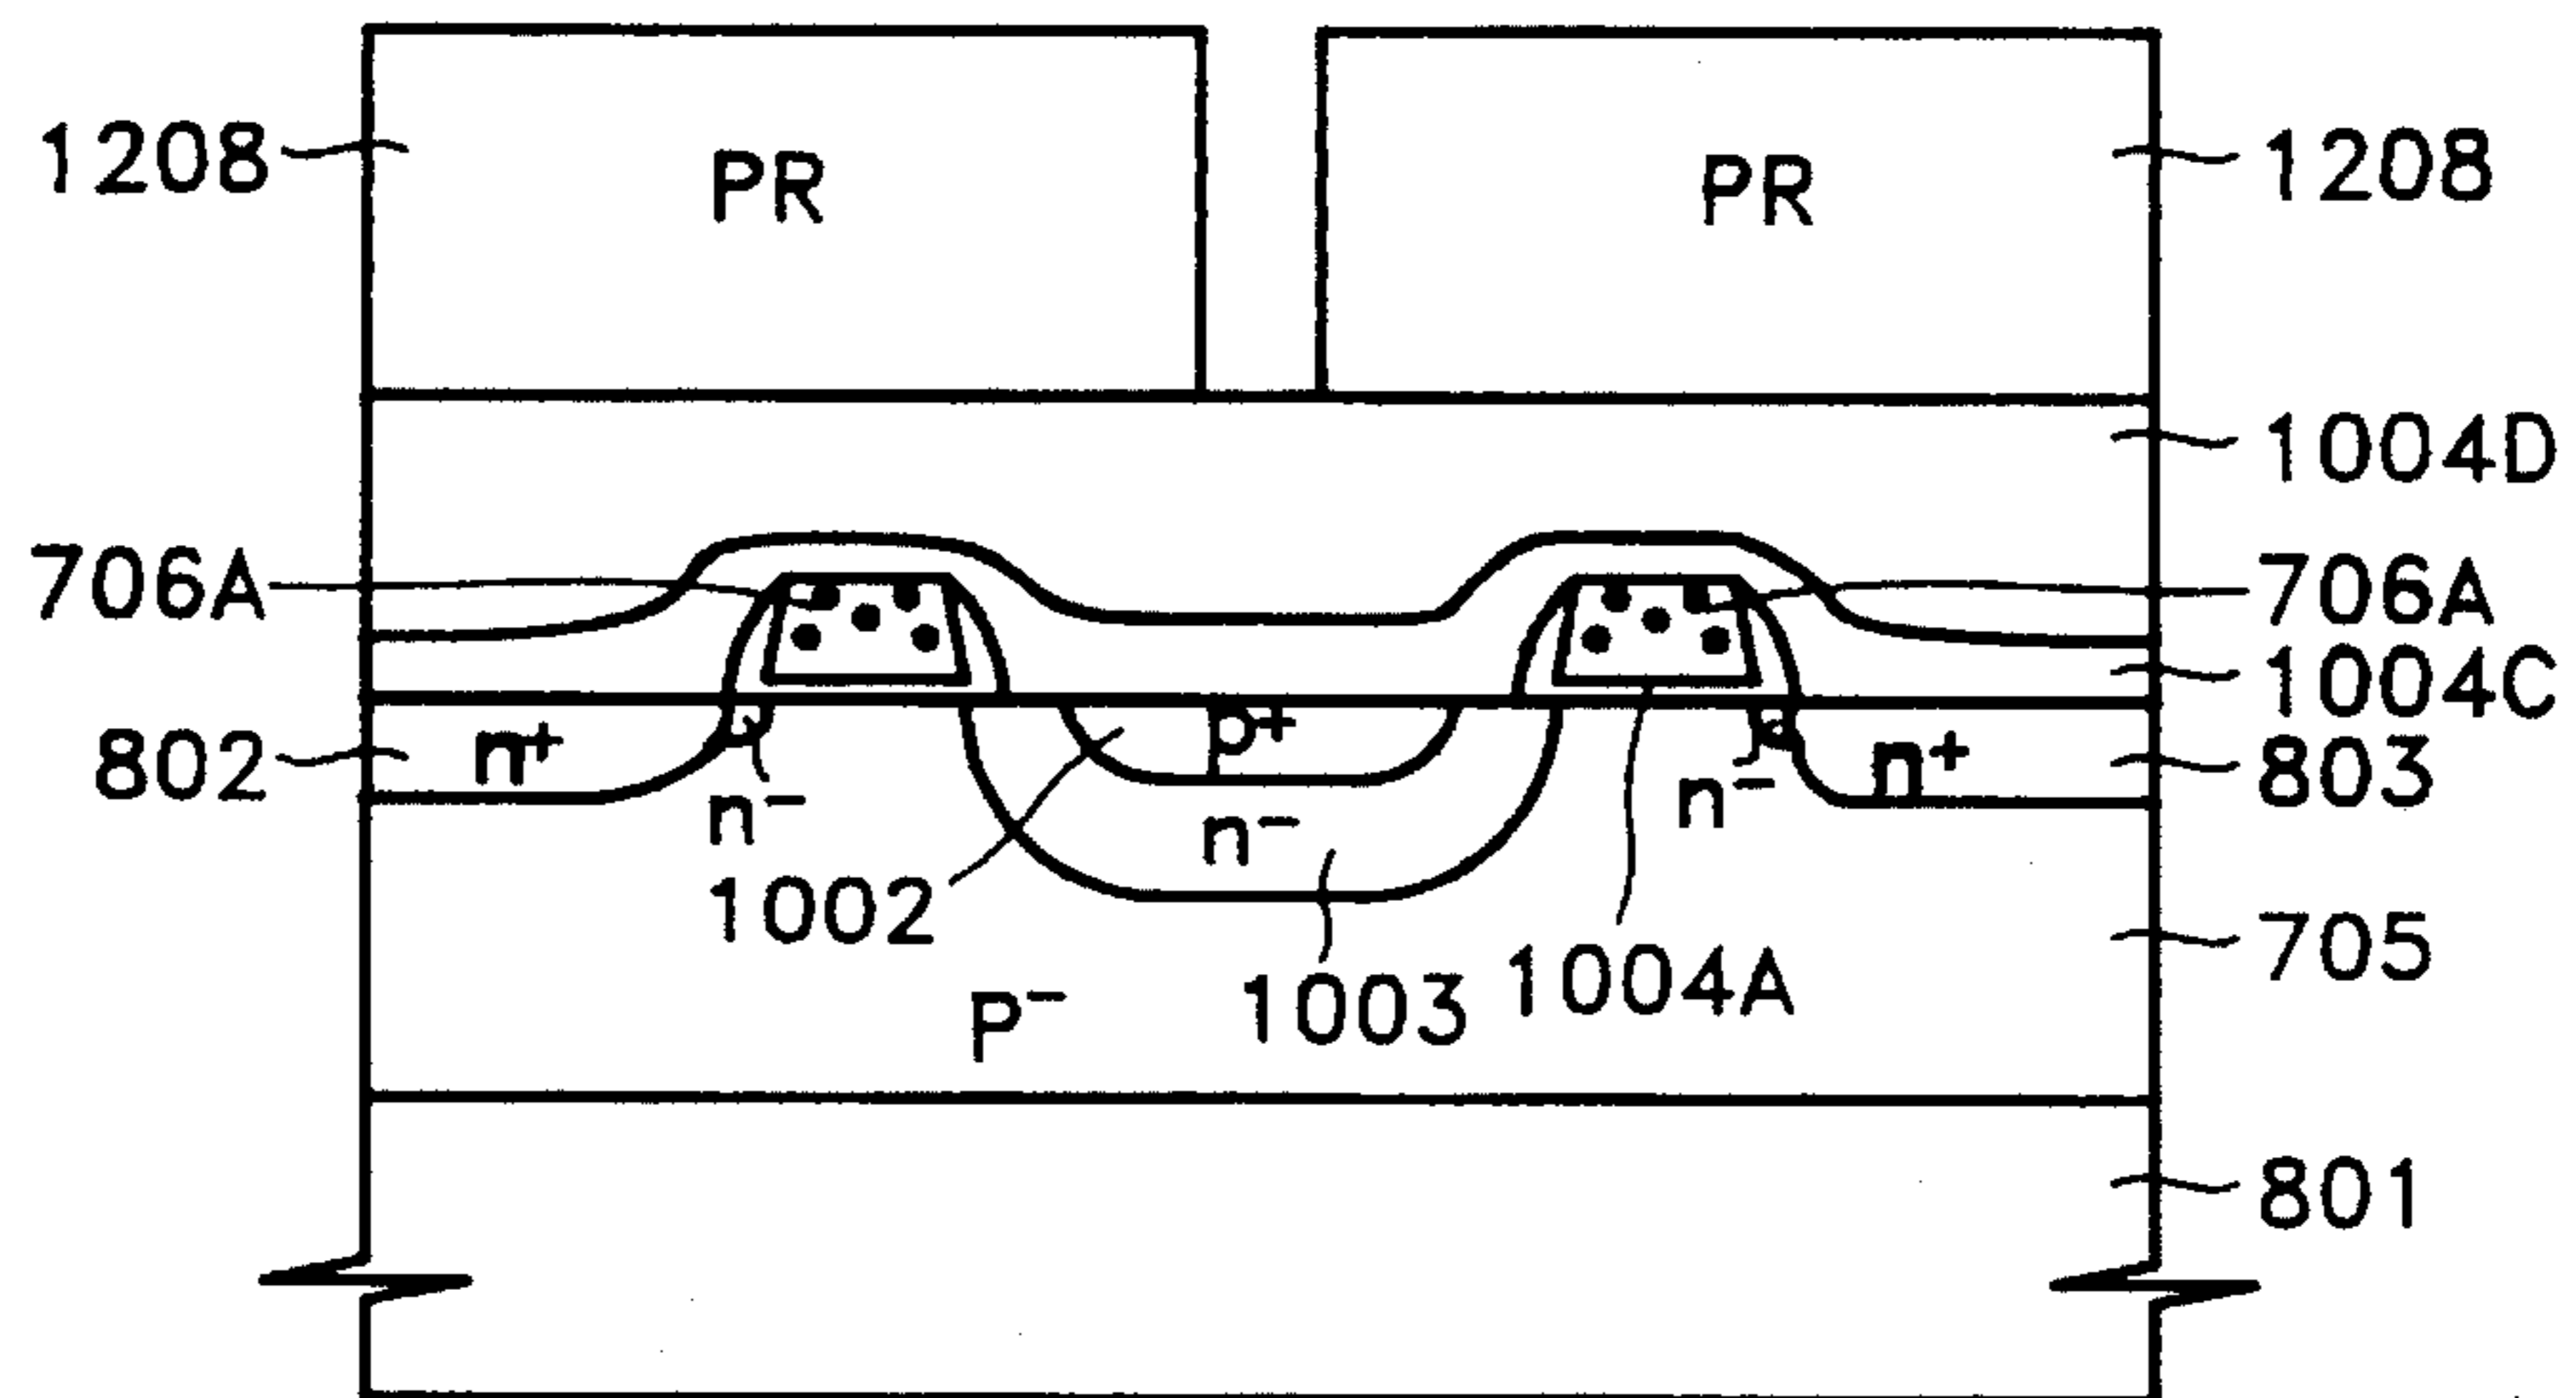 1208 PR PR 1208
1004D
706A 706A
1004C
802 n+ p+ n+ 803
n− n− n−
1002
1003 1004A 705
P−
801